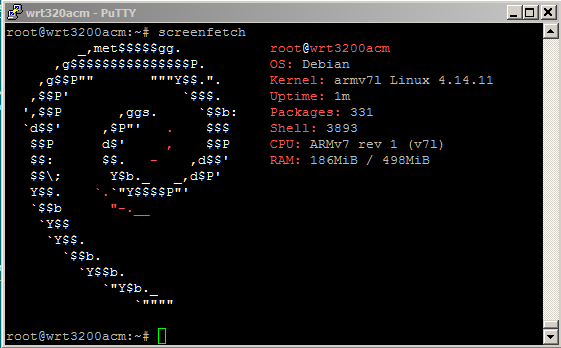 wrt320acm - PuTTY
root@wrt3200acm:~# screenfetch
         _,met$$$$$gg.           root@wrt3200acm
      ,g$$$$$$$$$$$$$$$P.        OS: Debian
    ,g$$P""       """Y$$.".      Kernel: armv7l Linux 4.14.11
   ,$$P'              `$$$.      Uptime: 1m
  ',$$P       ,ggs.     `$$b:    Packages: 331
  `d$$'     ,$P"'   .    $$$     Shell: 3893
   $$P      d$'     ,    $$P     CPU: ARMv7 rev 1 (v7l)
   $$:      $$.   -    ,d$$'     RAM: 186MiB / 498MiB
   $$\;      Y$b._   _,d$P'
   Y$$.    `.`"Y$$$$P"'
   `$$b      "-.__
    `Y$$
     `Y$$.
       `$$b.
         `Y$$b.
            `"Y$b._
                `""""
root@wrt3200acm:~#